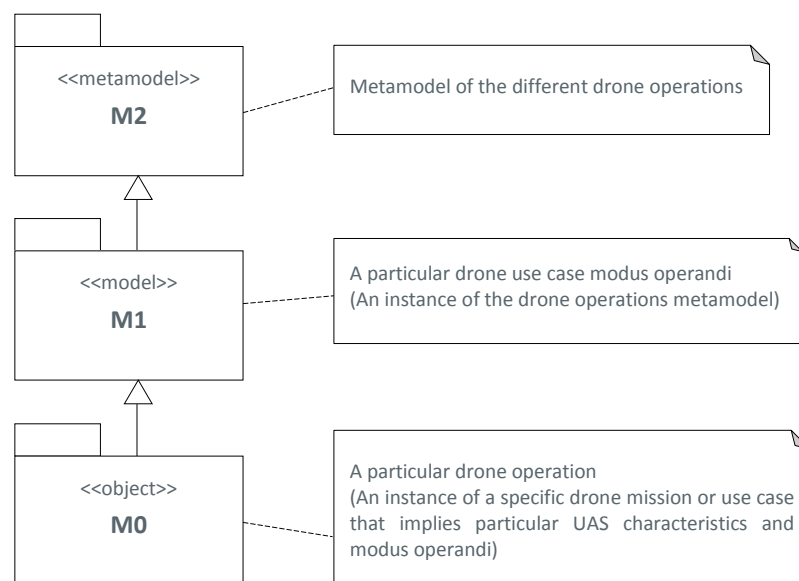 <<metamodel>>
M2
Metamodel of the different drone operations
<<model>>
M1
A particular drone use case modus operandi
(An instance of the drone operations metamodel)
<<object>>
M0
A particular drone operation
(An instance of a specific drone mission or use case
that implies particular UAS characteristics and
modus operandi)